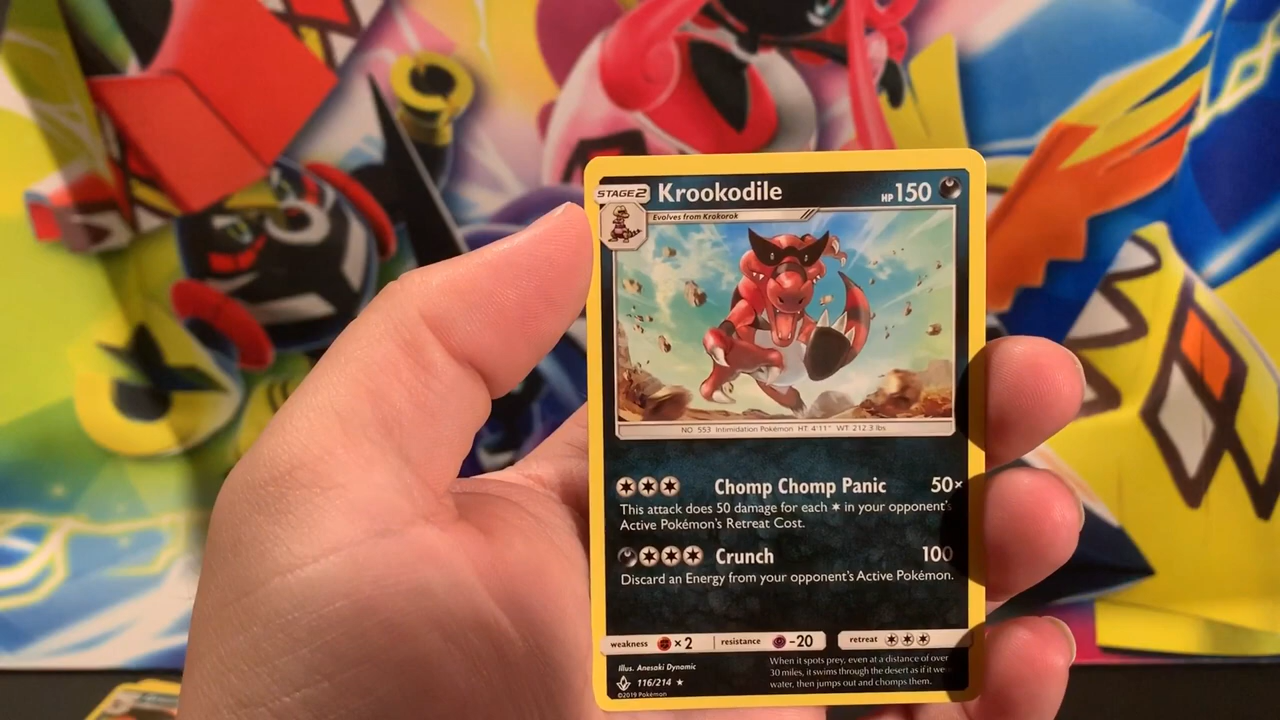 STAGE2 Krookodile HP150
Evolves from Krokorok
NO 553 Intimidation Pokémon HT: 4'11" WT: 212.3 lbs
Chomp Chomp Panic 50×
This attack does 50 damage for each ✶ in your opponent's
Active Pokémon's Retreat Cost.
Crunch 100
Discard an Energy from your opponent's Active Pokémon.
weakness ×2 resistance -20 retreat
Illus. Anesaki Dynamic
116/214 ★
©2019 Pokémon
When it spots prey, even at a distance of over
30 miles, it swims through the desert as if it were
water, then jumps out and chomps them.